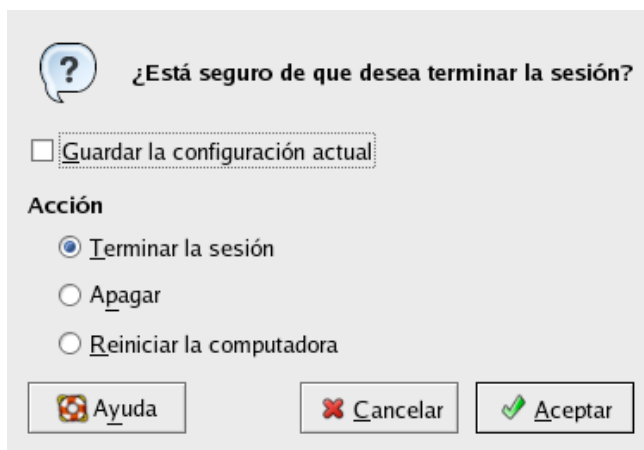 ¿Está seguro de que desea terminar la sesión?
Guardar la configuración actual
Acción
Terminar la sesión
Apagar
Reiniciar la computadora
Ayuda
Cancelar
Aceptar